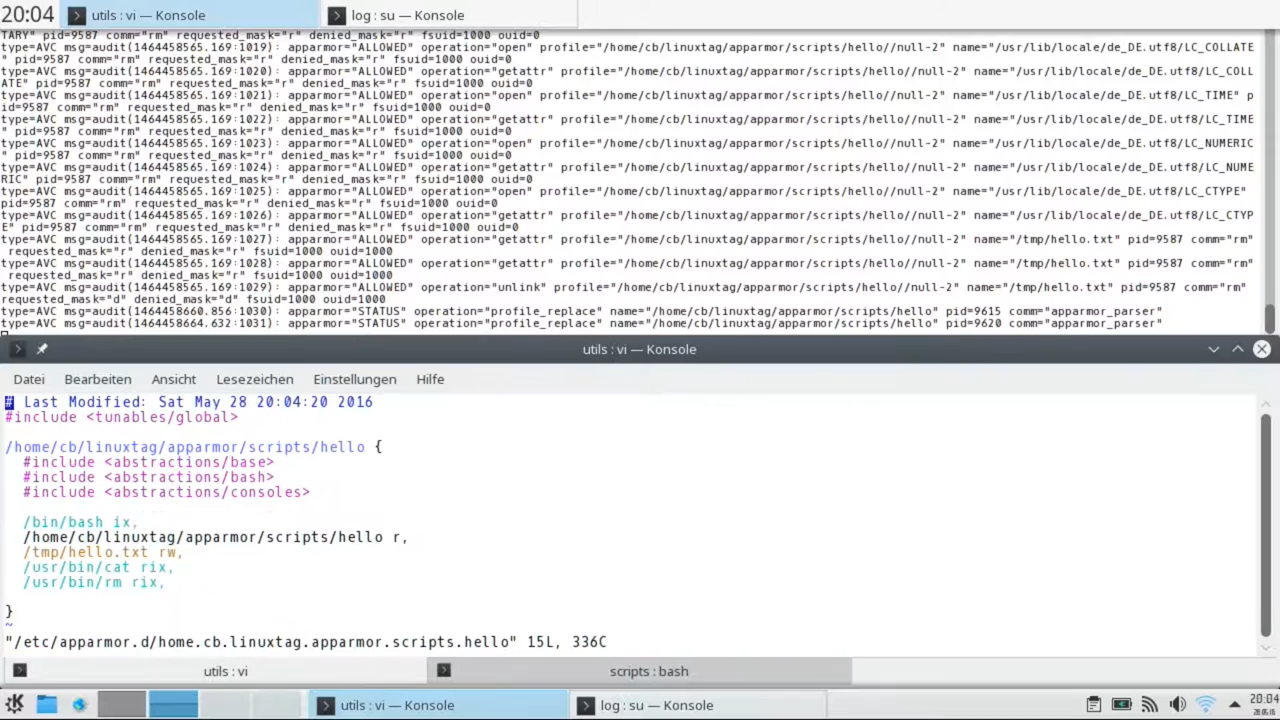 20:04
utils : vi — Konsole
log : su — Konsole
TARY" pid=9587 comm="rm" requested_mask="r" denied_mask="r" fsuid=1000 ouid=0
type=AVC msg=audit(1464458565.169:1019): apparmor="ALLOWED" operation="open" profile="/home/cb/linuxtag/apparmor/scripts/hello//null-2" name="/usr/lib/locale/de_DE.utf8/LC_COLLATE
" pid=9587 comm="rm" requested_mask="r" denied_mask="r" fsuid=1000 ouid=0
type=AVC msg=audit(1464458565.169:1020): apparmor="ALLOWED" operation="getattr" profile="/home/cb/linuxtag/apparmor/scripts/hello//null-2" name="/usr/lib/locale/de_DE.utf8/LC_COLL
ATE" pid=9587 comm="rm" requested_mask="r" denied_mask="r" fsuid=1000 ouid=0
type=AVC msg=audit(1464458565.169:1021): apparmor="ALLOWED" operation="open" profile="/home/cb/linuxtag/apparmor/scripts/hello//null-2" name="/usr/lib/locale/de_DE.utf8/LC_TIME" p
id=9587 comm="rm" requested_mask="r" denied_mask="r" fsuid=1000 ouid=0
type=AVC msg=audit(1464458565.169:1022): apparmor="ALLOWED" operation="getattr" profile="/home/cb/linuxtag/apparmor/scripts/hello//null-2" name="/usr/lib/locale/de_DE.utf8/LC_TIME
" pid=9587 comm="rm" requested_mask="r" denied_mask="r" fsuid=1000 ouid=0
type=AVC msg=audit(1464458565.169:1023): apparmor="ALLOWED" operation="open" profile="/home/cb/linuxtag/apparmor/scripts/hello//null-2" name="/usr/lib/locale/de_DE.utf8/LC_NUMERIC
" pid=9587 comm="rm" requested_mask="r" denied_mask="r" fsuid=1000 ouid=0
type=AVC msg=audit(1464458565.169:1024): apparmor="ALLOWED" operation="getattr" profile="/home/cb/linuxtag/apparmor/scripts/hello//null-2" name="/usr/lib/locale/de_DE.utf8/LC_NUME
RIC" pid=9587 comm="rm" requested_mask="r" denied_mask="r" fsuid=1000 ouid=0
type=AVC msg=audit(1464458565.169:1025): apparmor="ALLOWED" operation="open" profile="/home/cb/linuxtag/apparmor/scripts/hello//null-2" name="/usr/lib/locale/de_DE.utf8/LC_CTYPE"
pid=9587 comm="rm" requested_mask="r" denied_mask="r" fsuid=1000 ouid=0
type=AVC msg=audit(1464458565.169:1026): apparmor="ALLOWED" operation="getattr" profile="/home/cb/linuxtag/apparmor/scripts/hello//null-2" name="/usr/lib/locale/de_DE.utf8/LC_CTYP
E" pid=9587 comm="rm" requested_mask="r" denied_mask="r" fsuid=1000 ouid=0
type=AVC msg=audit(1464458565.169:1027): apparmor="ALLOWED" operation="getattr" profile="/home/cb/linuxtag/apparmor/scripts/hello//null-2" name="/tmp/hello.txt" pid=9587 comm="rm"
requested_mask="r" denied_mask="r" fsuid=1000 ouid=1000
type=AVC msg=audit(1464458565.169:1028): apparmor="ALLOWED" operation="getattr" profile="/home/cb/linuxtag/apparmor/scripts/hello//null-2" name="/tmp/hello.txt" pid=9587 comm="rm"
requested_mask="r" denied_mask="r" fsuid=1000 ouid=1000
type=AVC msg=audit(1464458565.169:1029): apparmor="ALLOWED" operation="unlink" profile="/home/cb/linuxtag/apparmor/scripts/hello//null-2" name="/tmp/hello.txt" pid=9587 comm="rm"
requested_mask="d" denied_mask="d" fsuid=1000 ouid=1000
type=AVC msg=audit(1464458660.856:1030): apparmor="STATUS" operation="profile_replace" name="/home/cb/linuxtag/apparmor/scripts/hello" pid=9615 comm="apparmor_parser"
type=AVC msg=audit(1464458664.632:1031): apparmor="STATUS" operation="profile_replace" name="/home/cb/linuxtag/apparmor/scripts/hello" pid=9620 comm="apparmor_parser"
utils : vi — Konsole
Datei Bearbeiten Ansicht Lesezeichen Einstellungen Hilfe
# Last Modified: Sat May 28 20:04:20 2016
#include <tunables/global>
/home/cb/linuxtag/apparmor/scripts/hello {
#include <abstractions/base>
#include <abstractions/bash>
#include <abstractions/consoles>
/bin/bash ix,
/home/cb/linuxtag/apparmor/scripts/hello r,
/tmp/hello.txt rw,
/usr/bin/cat rix,
/usr/bin/rm rix,
}
~
"/etc/apparmor.d/home.cb.linuxtag.apparmor.scripts.hello" 15L, 336C
utils : vi
scripts : bash
utils : vi — Konsole
log : su — Konsole
20:04